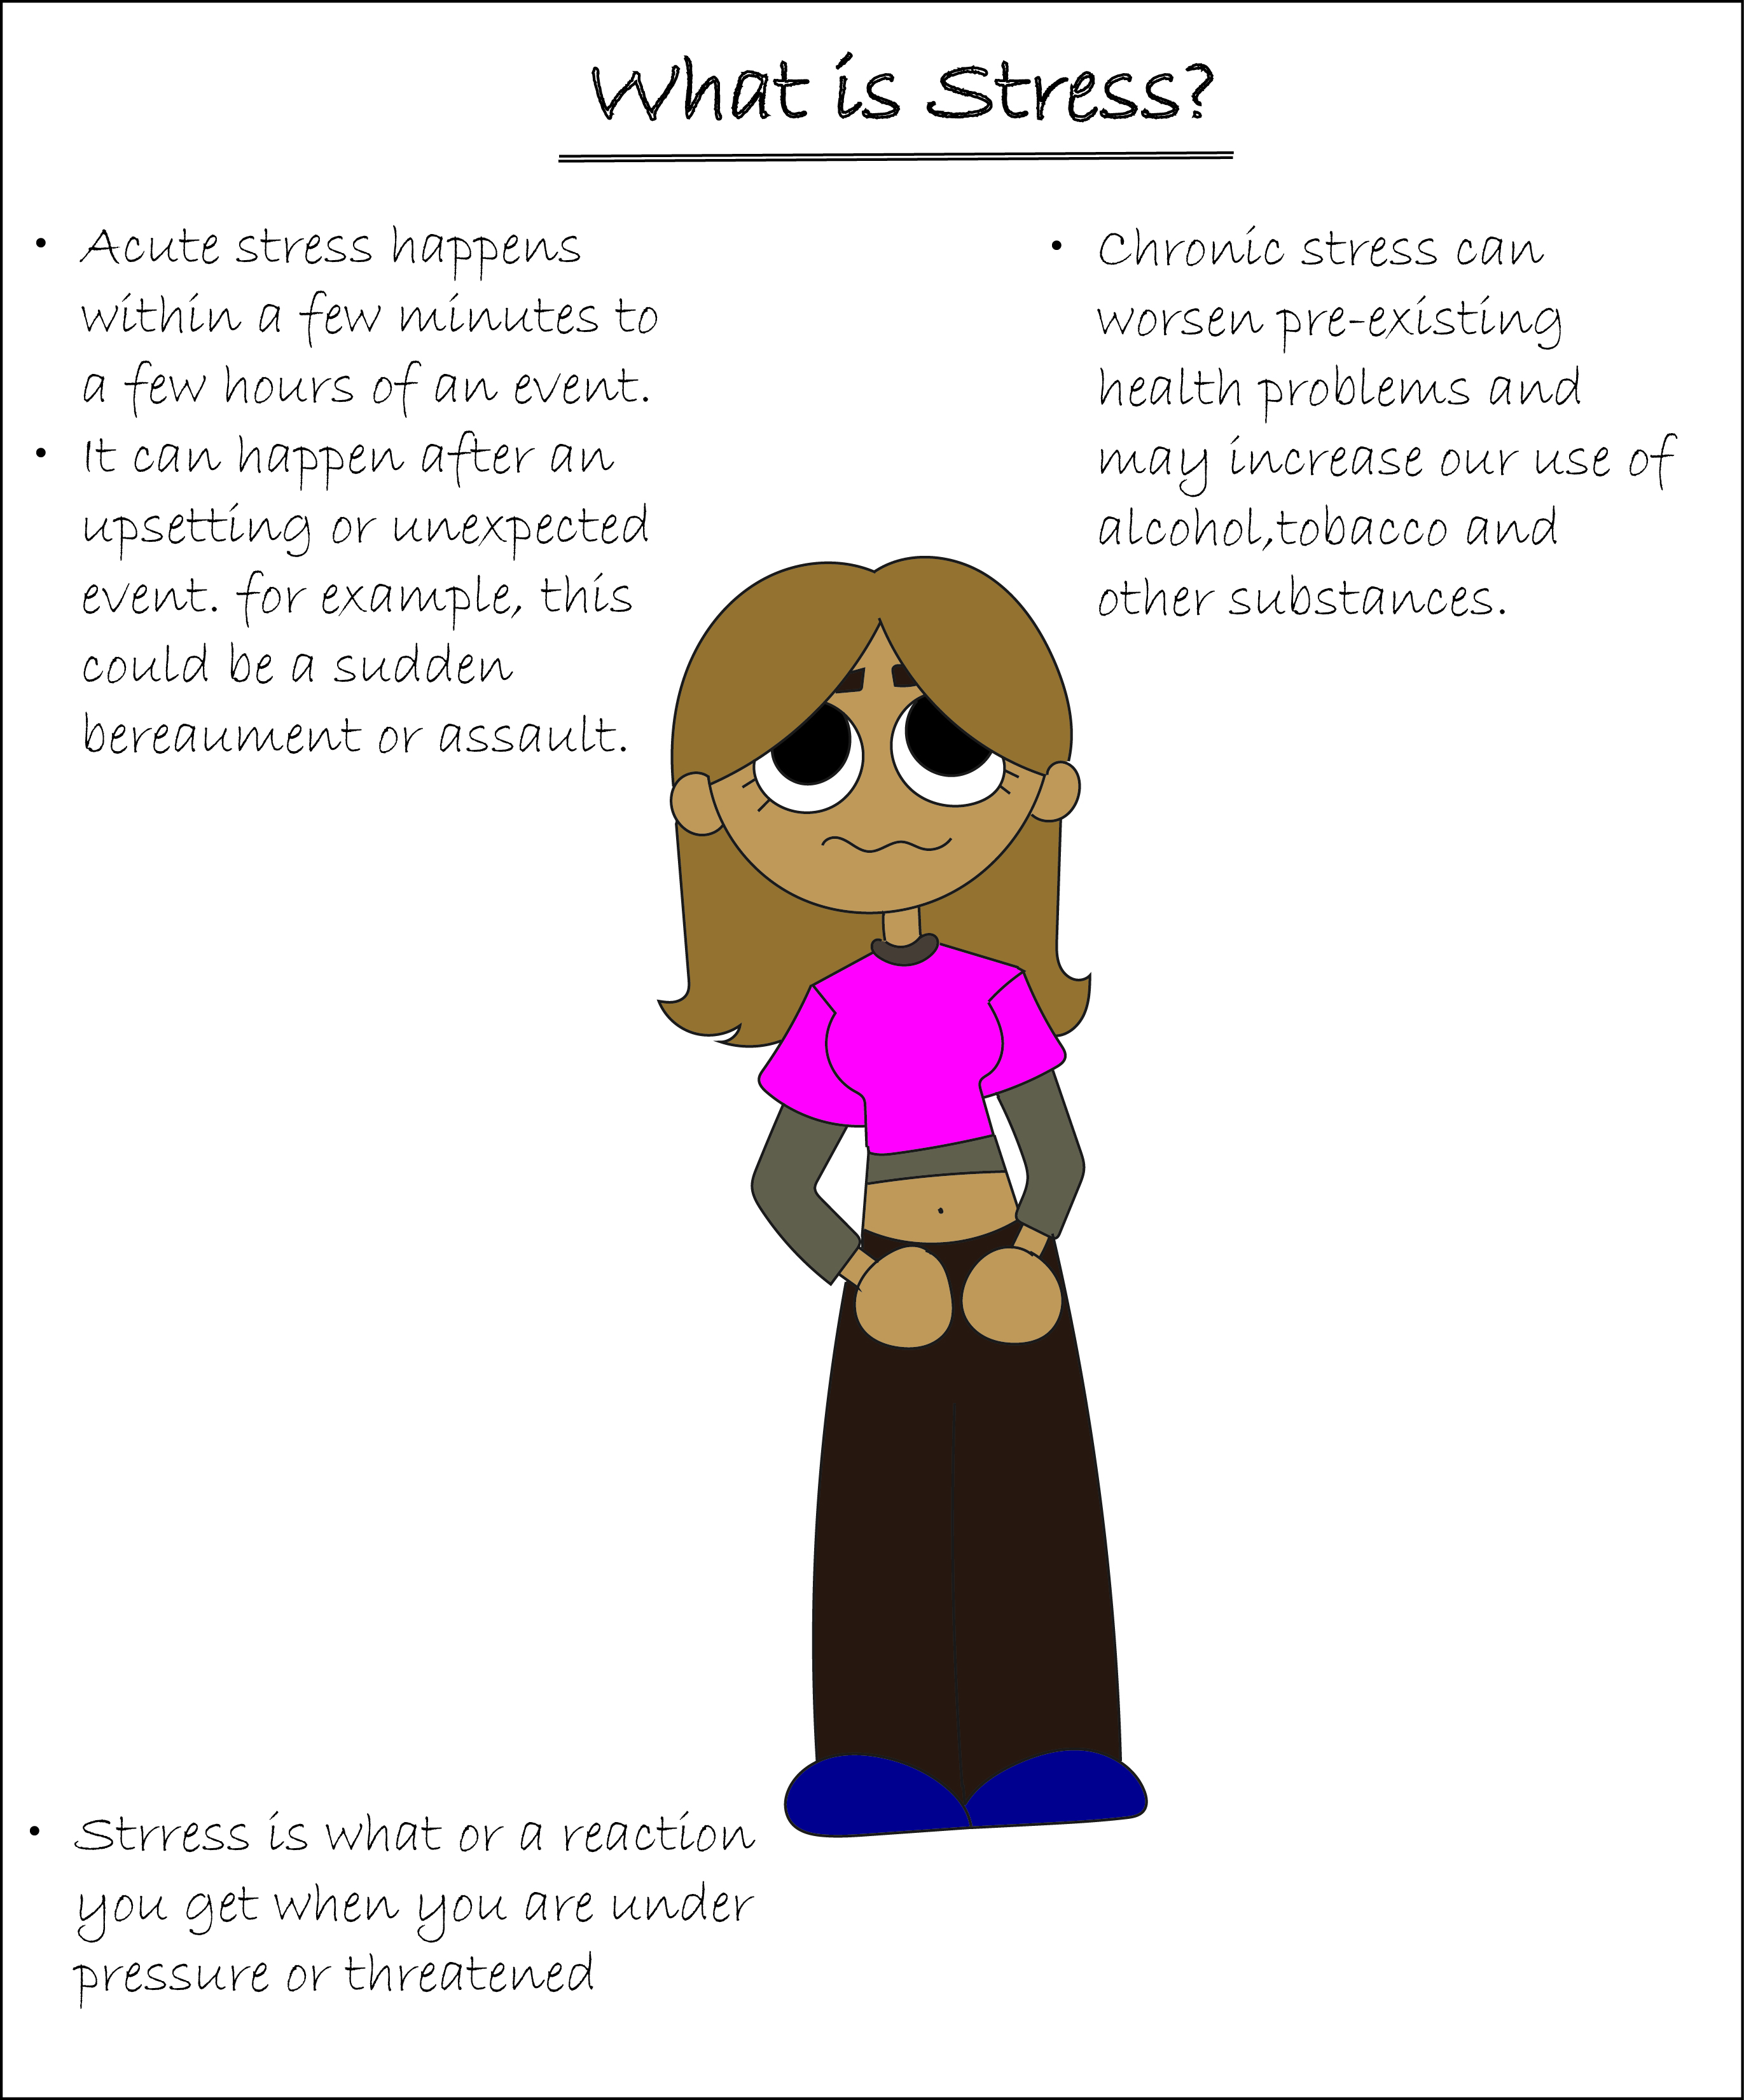 What is Stress?
• Acute stress happens
within a few minutes to
a few hours of an event.
• It can happen after an
upsetting or unexpected
event. for example, this
could be a sudden
bereaument or assault.
• Chronic stress can
worsen pre-existing
health problems and
may increase our use of
alcohol,tobacco and
other substances.
• Strress is what or a reaction
you get when you are under
pressure or threatened